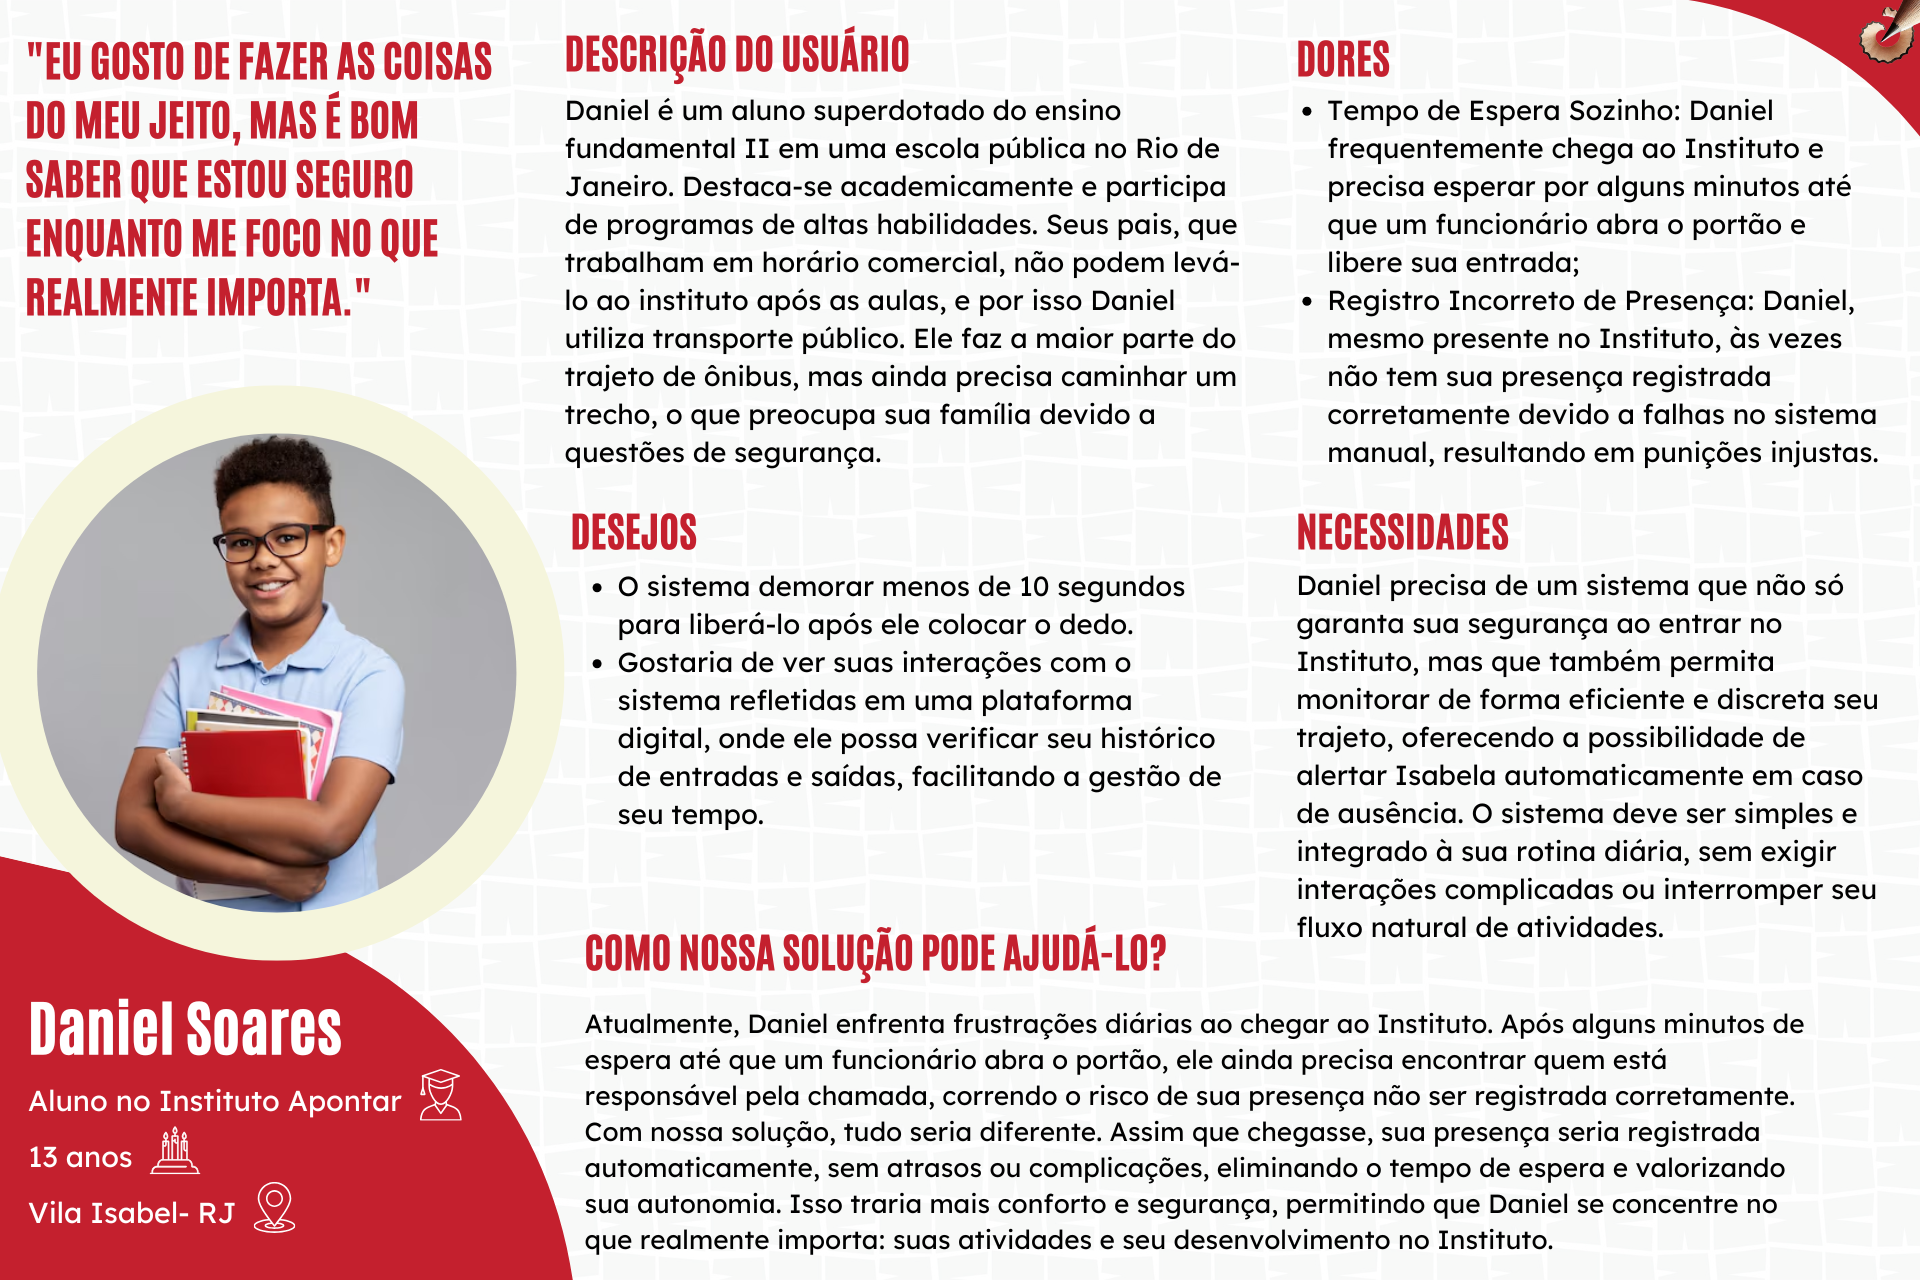 "EU GOSTO DE FAZER AS COISAS
DO MEU JEITO, MAS É BOM
SABER QUE ESTOU SEGURO
ENQUANTO ME FOCO NO QUE
REALMENTE IMPORTA."
Daniel Soares
Aluno no Instituto Apontar
13 anos
Vila Isabel- RJ
DESCRIÇÃO DO USUÁRIO
Daniel é um aluno superdotado do ensino
fundamental II em uma escola pública no Rio de
Janeiro. Destaca-se academicamente e participa
de programas de altas habilidades. Seus pais, que
trabalham em horário comercial, não podem levá-
lo ao instituto após as aulas, e por isso Daniel
utiliza transporte público. Ele faz a maior parte do
trajeto de ônibus, mas ainda precisa caminhar um
trecho, o que preocupa sua família devido a
questões de segurança.
DORES
• Tempo de Espera Sozinho: Daniel
frequentemente chega ao Instituto e
precisa esperar por alguns minutos até
que um funcionário abra o portão e
libere sua entrada;
• Registro Incorreto de Presença: Daniel,
mesmo presente no Instituto, às vezes
não tem sua presença registrada
corretamente devido a falhas no sistema
manual, resultando em punições injustas.
DESEJOS
• O sistema demorar menos de 10 segundos
para liberá-lo após ele colocar o dedo.
• Gostaria de ver suas interações com o
sistema refletidas em uma plataforma
digital, onde ele possa verificar seu histórico
de entradas e saídas, facilitando a gestão de
seu tempo.
NECESSIDADES
Daniel precisa de um sistema que não só
garanta sua segurança ao entrar no
Instituto, mas que também permita
monitorar de forma eficiente e discreta seu
trajeto, oferecendo a possibilidade de
alertar Isabela automaticamente em caso
de ausência. O sistema deve ser simples e
integrado à sua rotina diária, sem exigir
interações complicadas ou interromper seu
fluxo natural de atividades.
COMO NOSSA SOLUÇÃO PODE AJUDÁ-LO?
Atualmente, Daniel enfrenta frustrações diárias ao chegar ao Instituto. Após alguns minutos de
espera até que um funcionário abra o portão, ele ainda precisa encontrar quem está
responsável pela chamada, correndo o risco de sua presença não ser registrada corretamente.
Com nossa solução, tudo seria diferente. Assim que chegasse, sua presença seria registrada
automaticamente, sem atrasos ou complicações, eliminando o tempo de espera e valorizando
sua autonomia. Isso traria mais conforto e segurança, permitindo que Daniel se concentre no
que realmente importa: suas atividades e seu desenvolvimento no Instituto.